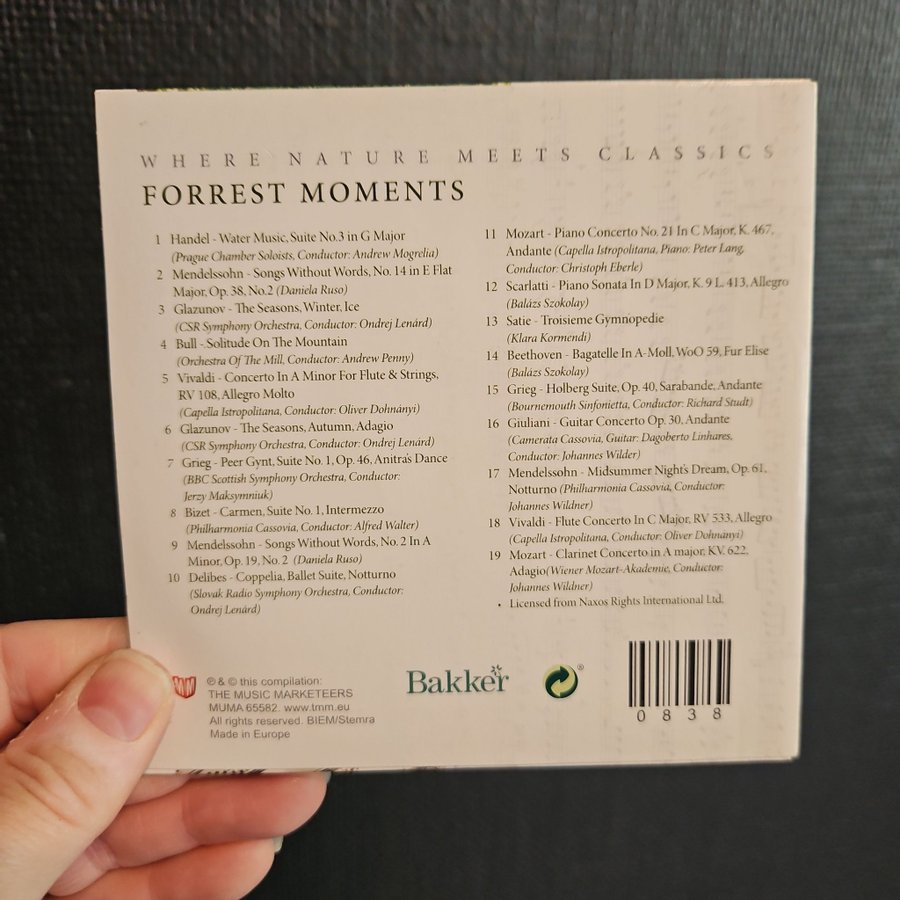 WHERE NATURE MEETS CLASSICS
FORREST MOMENTS
1 Handel - Water Music, Suite No.3 in G Major
(Prague Chamber Soloists, Conductor: Andrew Mogrelia)
2 Mendelssohn - Songs Without Words, No. 14 in E Flat
Major, Op. 38, No.2 (Daniela Ruso)
3 Glazunov - The Seasons, Winter, Ice
(CSR Symphony Orchestra, Conductor: Ondrej Lenárd)
4 Bull - Solitude On The Mountain
(Orchestra Of The Mill, Conductor: Andrew Penny)
5 Vivaldi - Concerto In A Minor For Flute & Strings,
RV 108, Allegro Molto
(Capella Istropolitana, Conductor: Oliver Dohnányi)
6 Glazunov - The Seasons, Autumn, Adagio
(CSR Symphony Orchestra, Conductor: Ondrej Lenárd)
7 Grieg - Peer Gynt, Suite No. 1, Op. 46, Anitra's Dance
(BBC Scottish Symphony Orchestra, Conductor:
Jerzy Maksymniuk)
8 Bizet - Carmen, Suite No. 1, Intermezzo
(Philharmonia Cassovia, Conductor: Alfred Walter)
9 Mendelssohn - Songs Without Words, No. 2 In A
Minor, Op. 19, No. 2 (Daniela Ruso)
10 Delibes - Coppelia, Ballet Suite, Notturno
(Slovak Radio Symphony Orchestra, Conductor:
Ondrej Lenárd)
11 Mozart - Piano Concerto No. 21 In C Major, K. 467,
Andante (Capella Istropolitana, Piano: Peter Lang,
Conductor: Christoph Eberle)
12 Scarlatti - Piano Sonata In D Major, K. 9 L. 413, Allegro
(Balázs Szokolay)
13 Satie - Troisieme Gymnopedie
(Klara Kormendi)
14 Beethoven - Bagatelle In A-Moll, WoO 59, Fur Elise
(Balázs Szokolay)
15 Grieg - Holberg Suite, Op. 40, Sarabande, Andante
(Bournemouth Sinfonietta, Conductor: Richard Studt)
16 Giuliani - Guitar Concerto Op. 30, Andante
(Camerata Cassovia, Guitar: Dagoberto Linhares,
Conductor: Johannes Wilder)
17 Mendelssohn - Midsummer Night's Dream, Op. 61,
Notturno (Philharmonia Cassovia, Conductor:
Johannes Wildner)
18 Vivaldi - Flute Concerto In C Major, RV 533, Allegro
(Capella Istropolitana, Conductor: Oliver Dohnányi)
19 Mozart - Clarinet Concerto in A major, KV. 622,
Adagio(Wiener Mozart-Akademie, Conductor:
Johannes Wildner)
• Licensed from Naxos Rights International Ltd.
℗ & © this compilation:
THE MUSIC MARKETEERS
MUMA 65582. www.tmm.eu
All rights reserved. BIEM/Stemra
Made in Europe
Bakker
®
0838